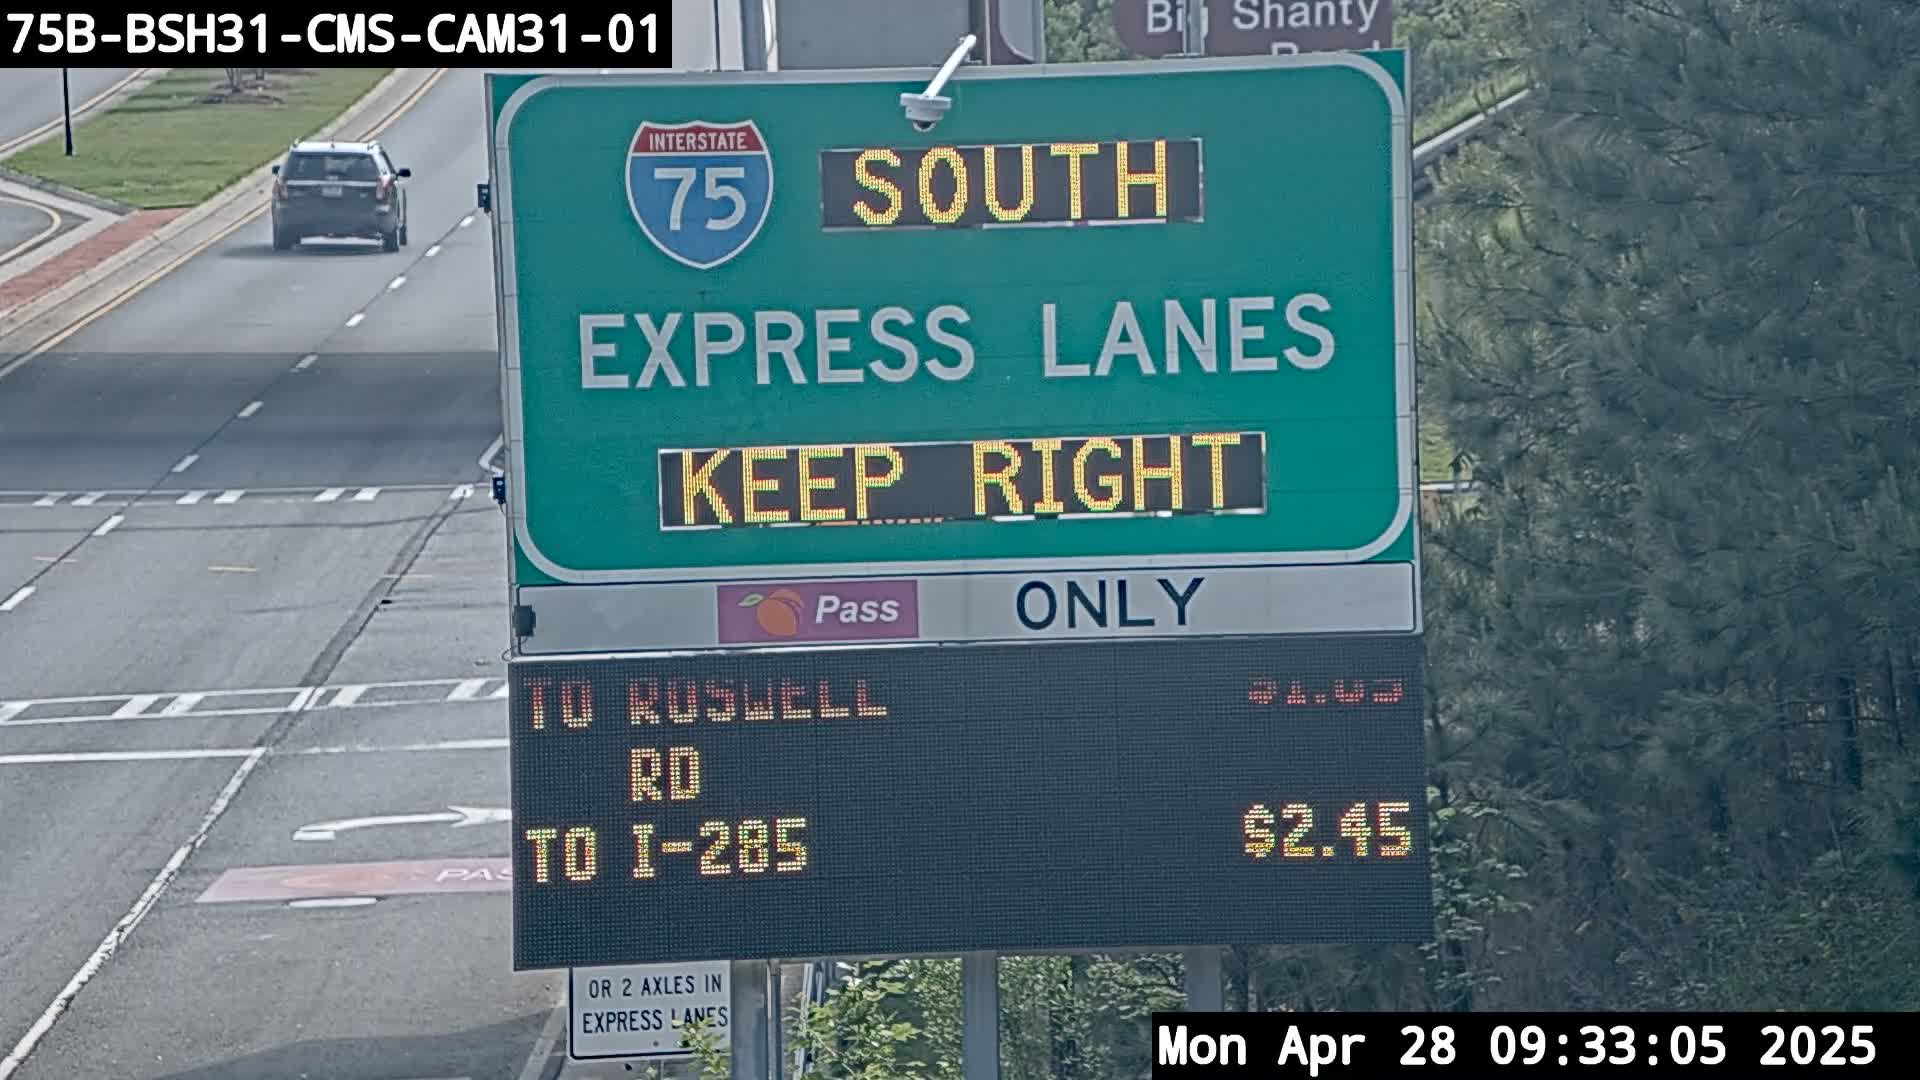 75B-BSH31-CMS-CAM31-01
Big Shanty
INTERSTATE
75
SOUTH
EXPRESS LANES
KEEP RIGHT
Pass ONLY
TO ROSWELL
RD
TO I-285 $2.45
OR 2 AXLES IN
EXPRESS LANES
Mon Apr 28 09:33:05 2025